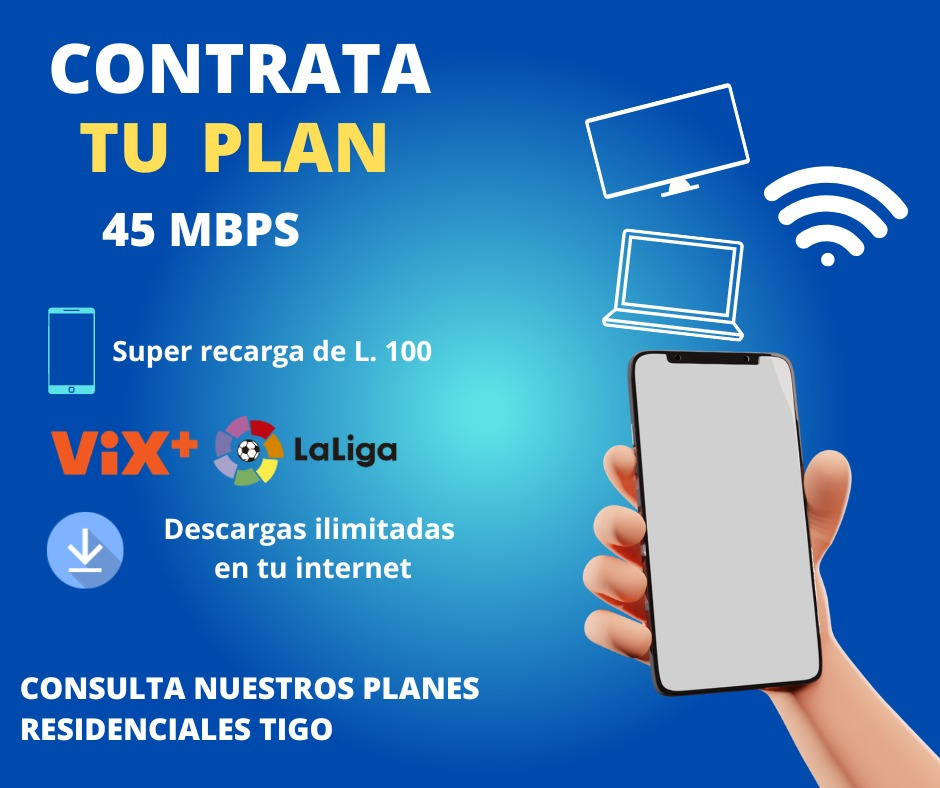 CONTRATA
TU PLAN
45 MBPS
Super recarga de L. 100
ViX+ LaLiga
Descargas ilimitadas
en tu internet
CONSULTA NUESTROS PLANES
RESIDENCIALES TIGO